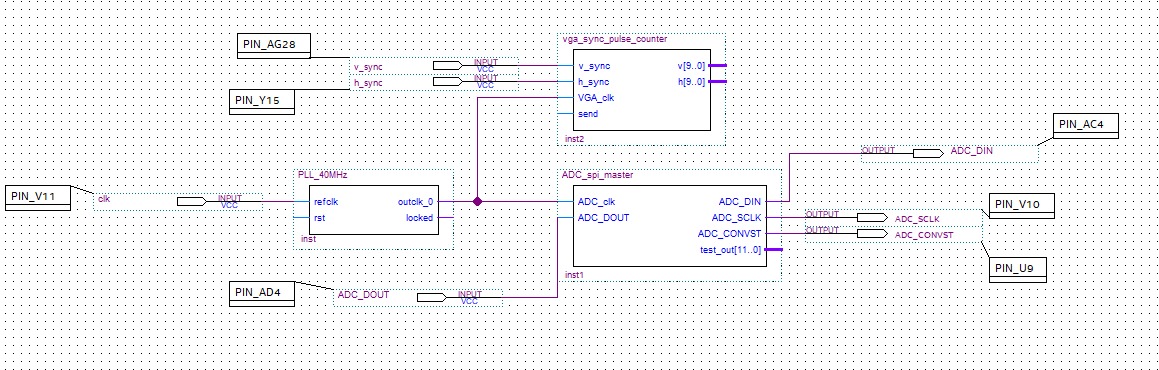 PIN_AG28
v_sync
INPUT
VCC
h_sync
INPUT
VCC
PIN_Y15
vga_sync_pulse_counter
v_sync
v[9..0]
h_sync
h[9..0]
VGA_clk
send
inst2
PIN_AC4
OUTPUT
ADC_DIN
PIN_V11
clk
INPUT
VCC
PLL_40MHz
refclk
outclk_0
rst
locked
inst
ADC_spi_master
ADC_clk
ADC_DIN
ADC_DOUT
ADC_SCLK
ADC_CONVST
test_out[11..0]
inst1
PIN_V10
OUTPUT
ADC_SCLK
OUTPUT
ADC_CONVST
PIN_U9
PIN_AD4
ADC_DOUT
INPUT
VCC